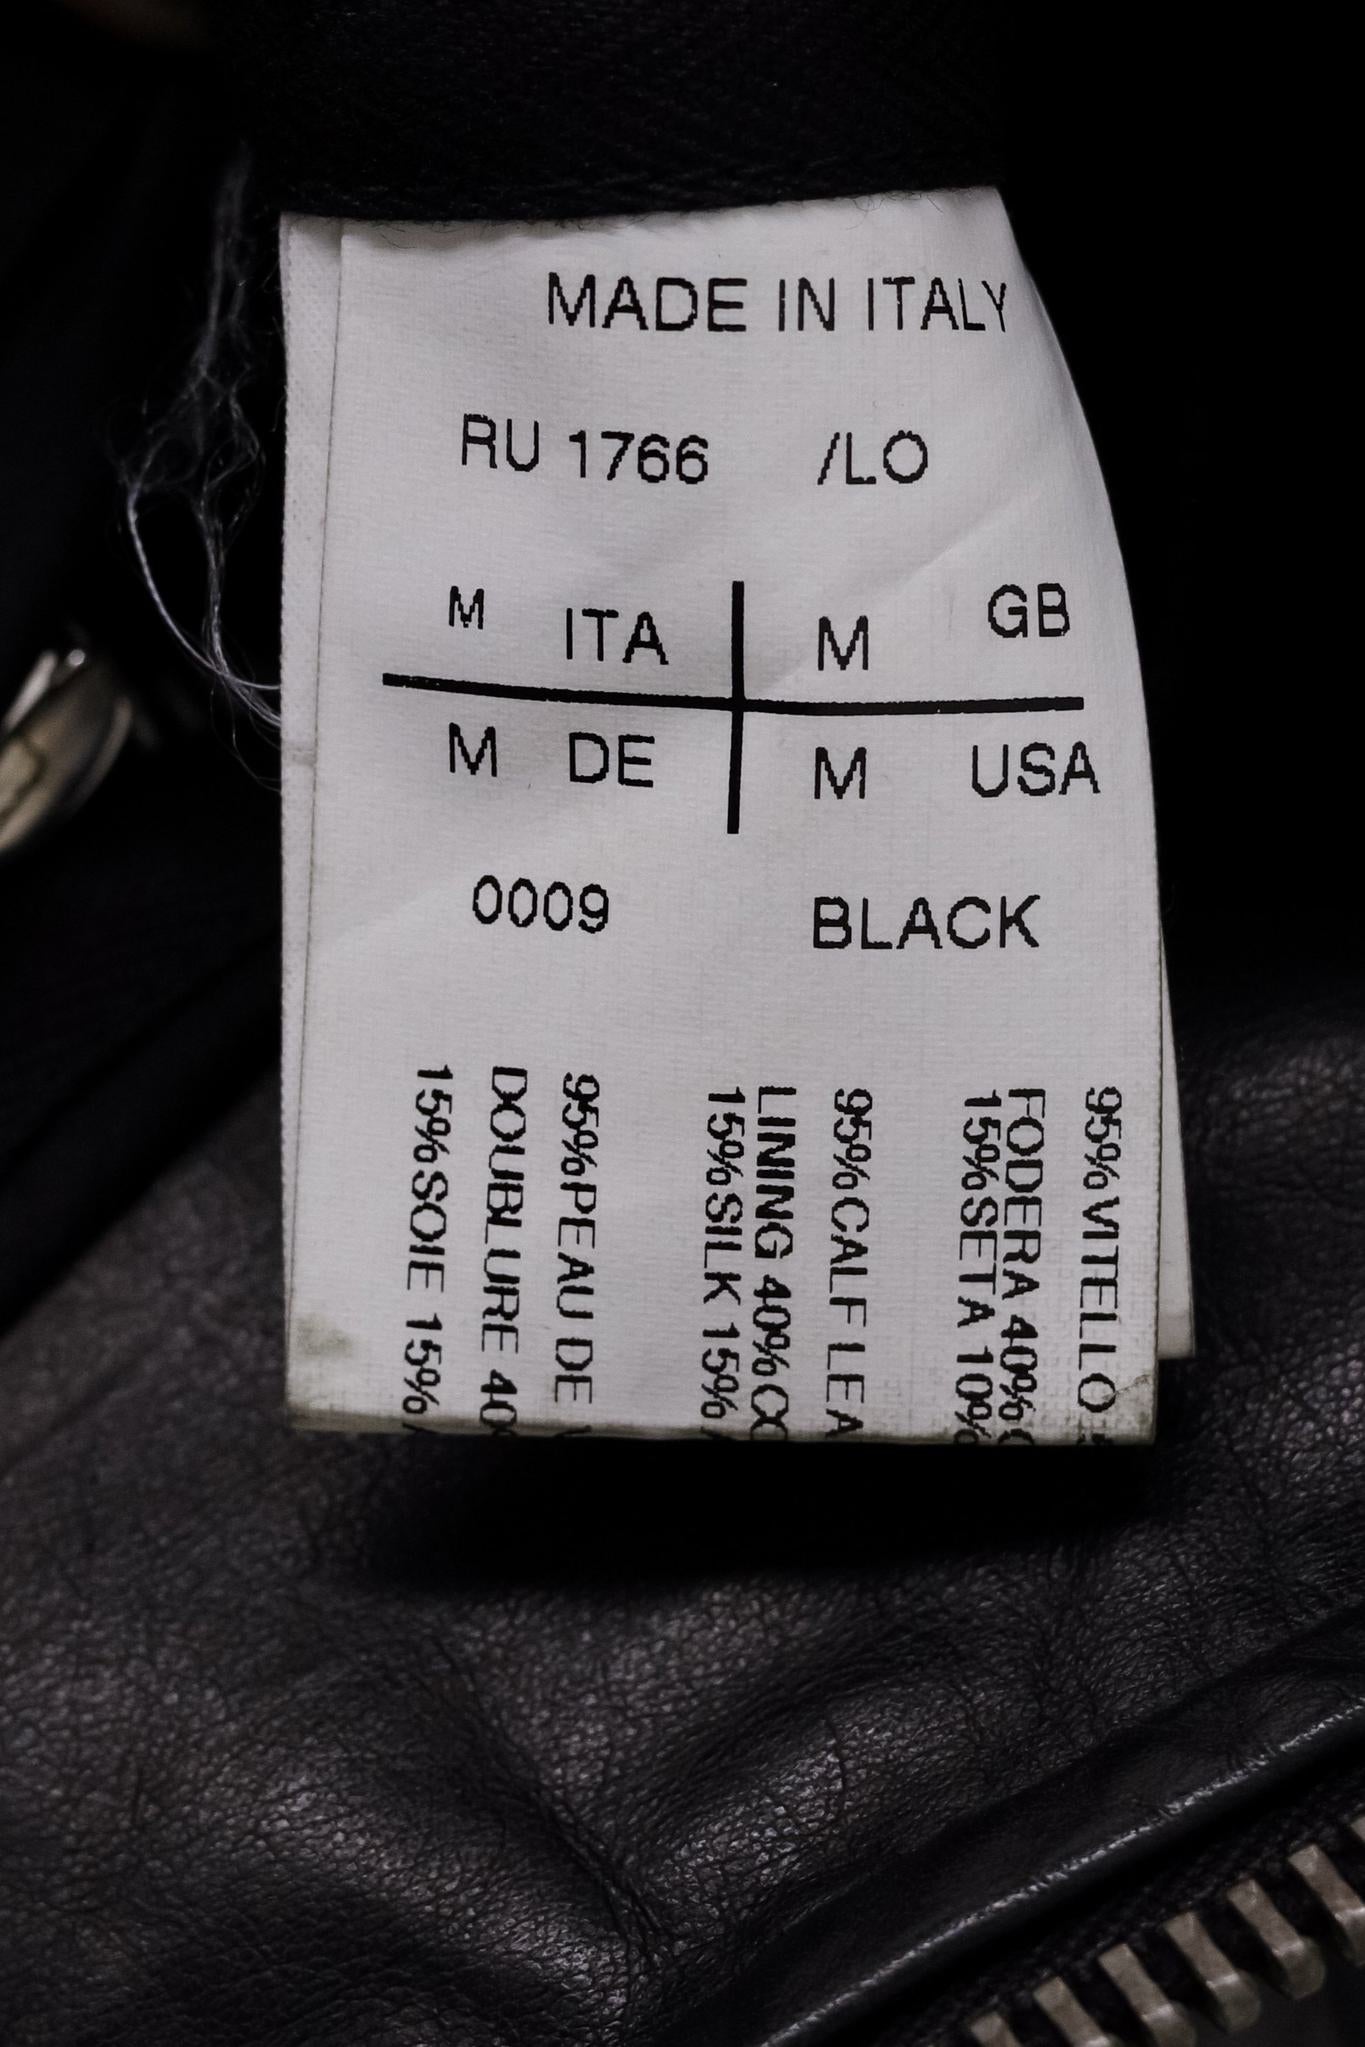 MADE IN ITALY
RU 1766 /LO
M ITA M GB
M DE M USA
0009 BLACK
95% VITELLO
FODERA 40%
15% SETA 10%
95% CALF LEA
LINING 40% CO
15% SILK 15%
95% PEAU DE
DOUBLURE 40
15% SOIE 15%